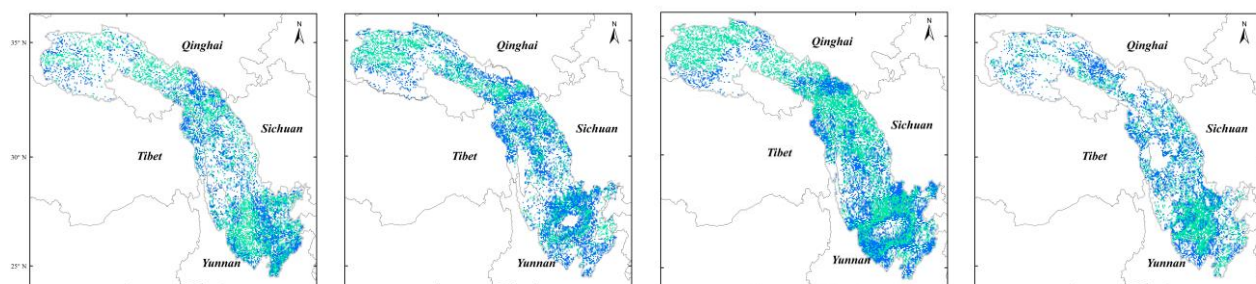 35° N
30° N
25° N
N
Qinghai
Sichuan
Tibet
Yunnan
N
Qinghai
Sichuan
Tibet
Yunnan
N
Qinghai
Sichuan
Tibet
Yunnan
N
Qinghai
Sichuan
Tibet
Yunnan